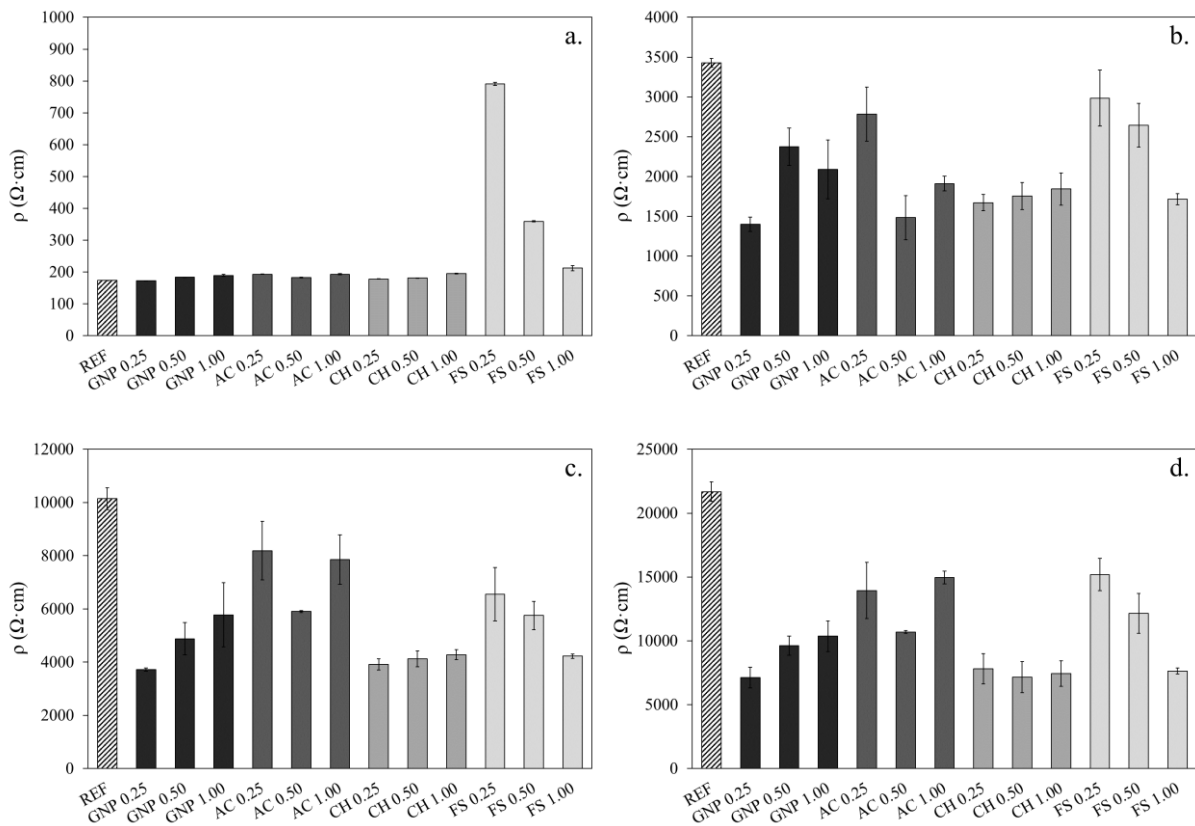 a.
1000
900
800
700
600
500
400
300
200
100
0
ρ (Ω·cm)
REF
GNP 0.25
GNP 0.50
GNP 1.00
AC 0.25
AC 0.50
AC 1.00
CH 0.25
CH 0.50
CH 1.00
FS 0.25
FS 0.50
FS 1.00
b.
4000
3500
3000
2500
2000
1500
1000
500
0
ρ (Ω·cm)
REF
GNP 0.25
GNP 0.50
GNP 1.00
AC 0.25
AC 0.50
AC 1.00
CH 0.25
CH 0.50
CH 1.00
FS 0.25
FS 0.50
FS 1.00
c.
12000
10000
8000
6000
4000
2000
0
ρ (Ω·cm)
REF
GNP 0.25
GNP 0.50
GNP 1.00
AC 0.25
AC 0.50
AC 1.00
CH 0.25
CH 0.50
CH 1.00
FS 0.25
FS 0.50
FS 1.00
d.
25000
20000
15000
10000
5000
0
ρ (Ω·cm)
REF
GNP 0.25
GNP 0.50
GNP 1.00
AC 0.25
AC 0.50
AC 1.00
CH 0.25
CH 0.50
CH 1.00
FS 0.25
FS 0.50
FS 1.00